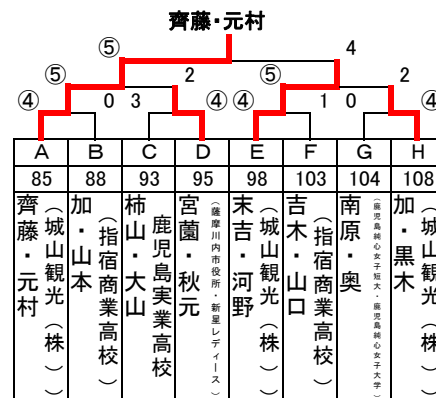 齊藤・元村
⑤ 4
⑤ 2 ⑤ 2
④ 0 3 ④ ④ 1 0 ④
A B C D E F G H
85 88 93 95 98 103 104 108
齊藤・元村
(城山観光(株))
加・山本
(指宿商業高校)
柿山・大山
鹿児島実業高校
宮薗・秋元
(薩摩川内市役所・新星レディース)
末吉・河野
(城山観光(株))
吉木・山口
(指宿商業高校)
南原・奥
(鹿児島純心女子短大・鹿児島純心女子大学)
加・黒木
(城山観光(株))